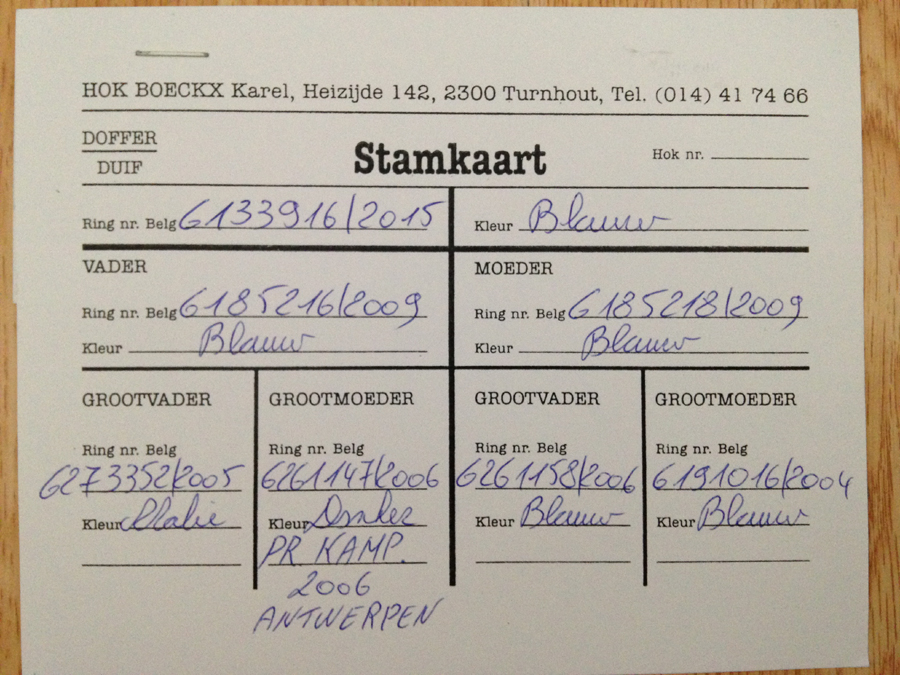 HOK BOECKX Karel, Heizijde 142, 2300 Turnhout, Tel. (014) 41 74 66
DOFFER
DUIF
Stamkaart
Hok nr.
Ring nr. Belg 6133916/2015
Kleur Blauw
VADER
Ring nr. Belg 6185216/2009
Kleur Blauw
MOEDER
Ring nr. Belg 6185218/2009
Kleur Blauw
GROOTVADER
Ring nr. Belg
6273352/2005
Kleur
GROOTMOEDER
Ring nr. Belg
6261147/2006
Kleur Donker
PR KAMP.
2006
ANTWERPEN
GROOTVADER
Ring nr. Belg
6261158/2006
Kleur Blauw
GROOTMOEDER
Ring nr. Belg
6191016/2004
Kleur Blauw